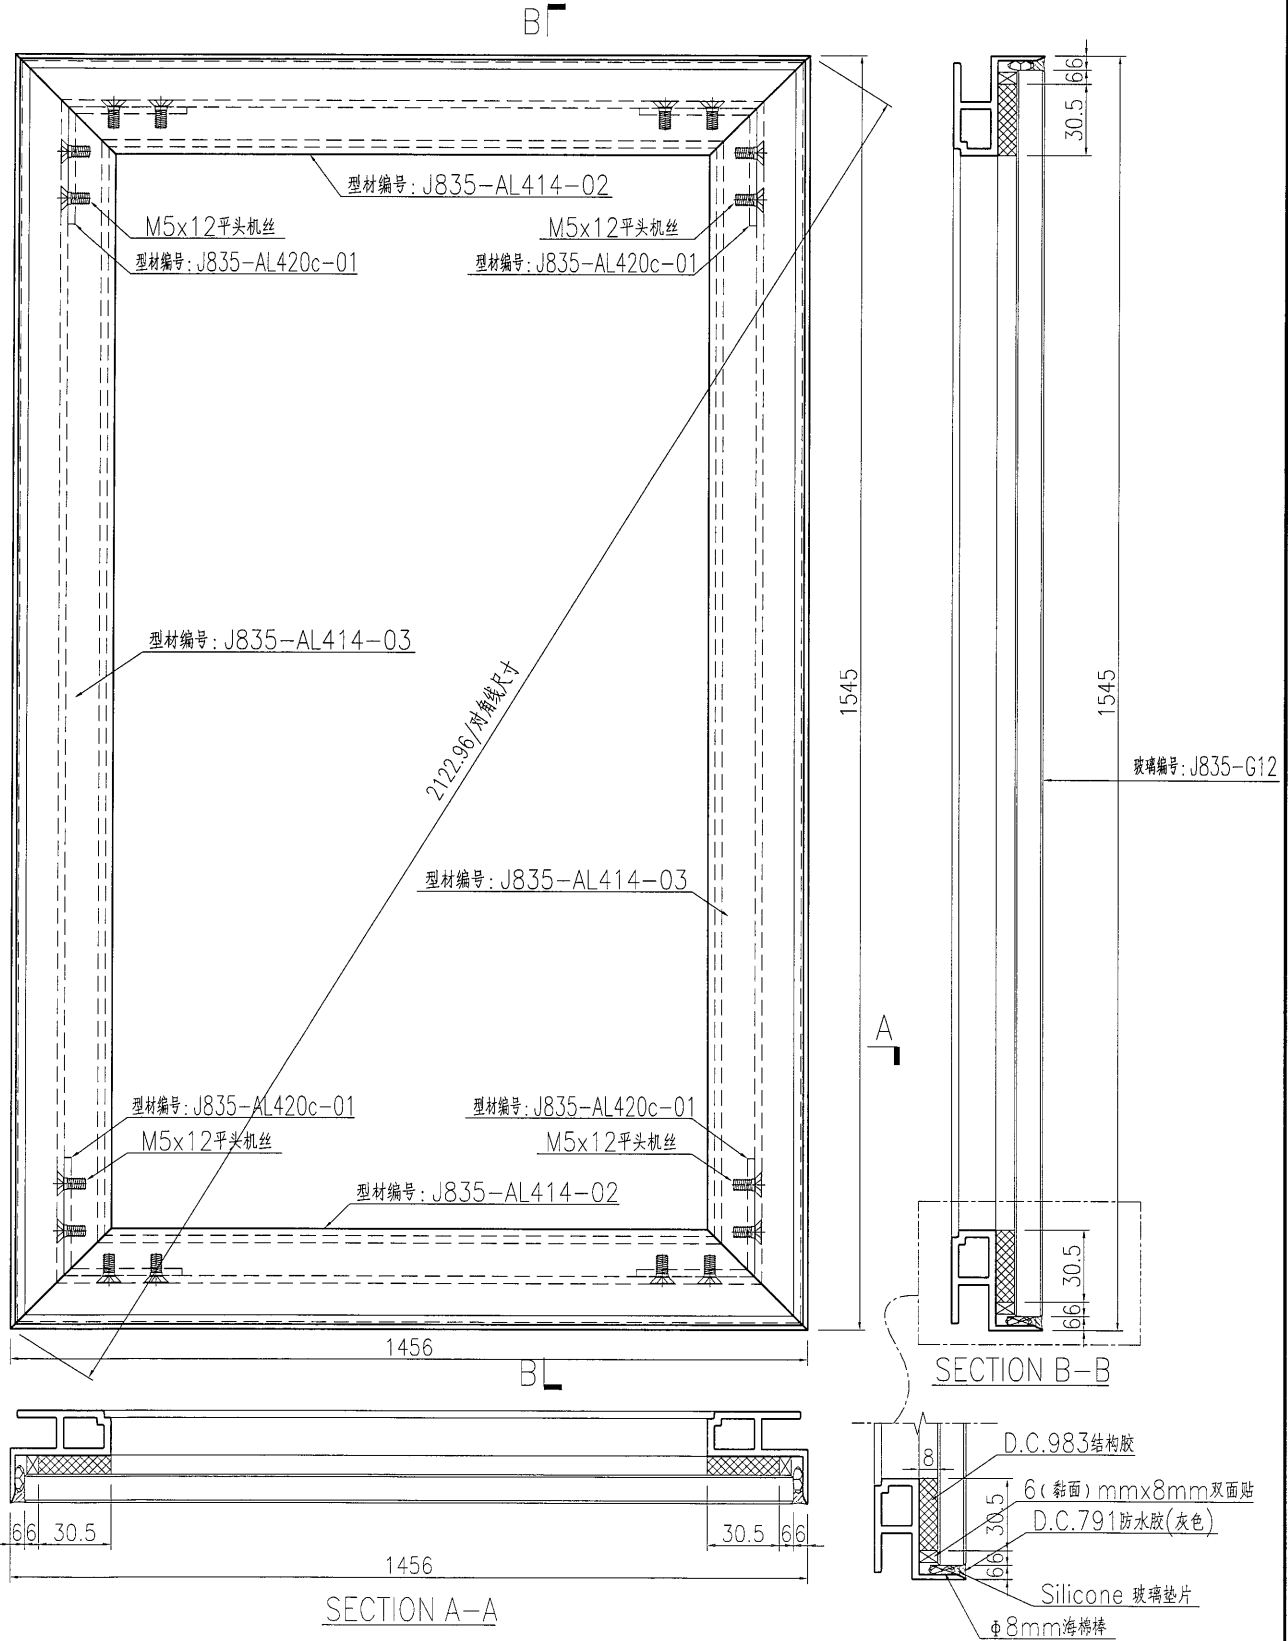 B
66
30.5
型材编号: J835-AL414-02
M5x12平头机丝
M5x12平头机丝
型材编号: J835-AL420c-01
型材编号: J835-AL420c-01
型材编号: J835-AL414-03
2122.96/对角线尺寸
1545
1545
玻璃编号: J835-G12
型材编号: J835-AL414-03
A
型材编号: J835-AL420c-01
型材编号: J835-AL420c-01
M5x12平头机丝
M5x12平头机丝
型材编号: J835-AL414-02
30.5
66
1456
B
SECTION B-B
D.C.983结构胶
8
6(黏面)mmx8mm双面贴
30.5
D.C.791防水胶(灰色)
66
66
30.5
30.5
66
1456
Silicone 玻璃垫片
SECTION A-A
Φ8mm海棉棒